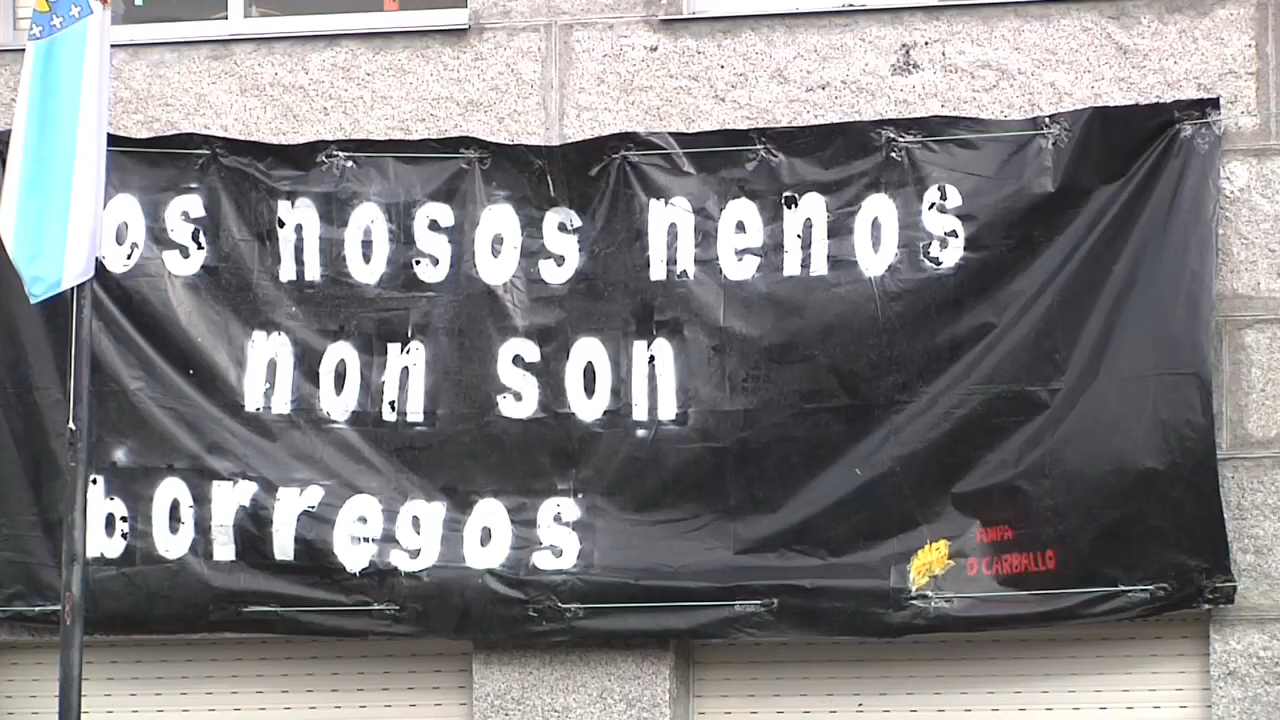 os nosos nenos
non son
borregos
ANPA
O CARBALLO